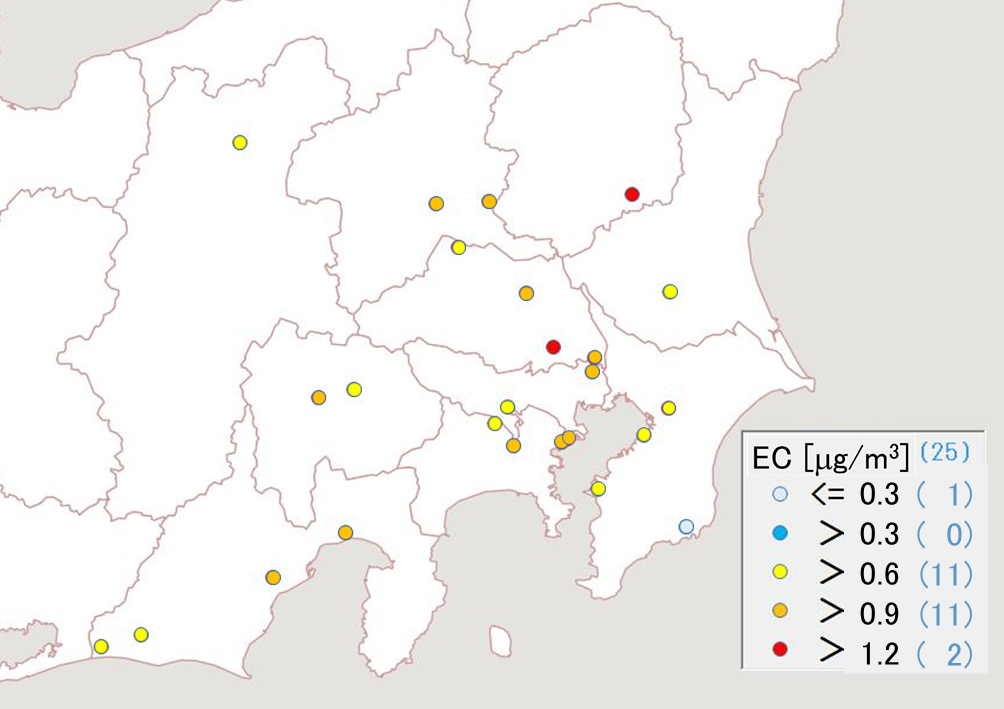 EC [μg/m³] (25)
<= 0.3 ( 1)
> 0.3 ( 0)
> 0.6 (11)
> 0.9 (11)
> 1.2 ( 2)